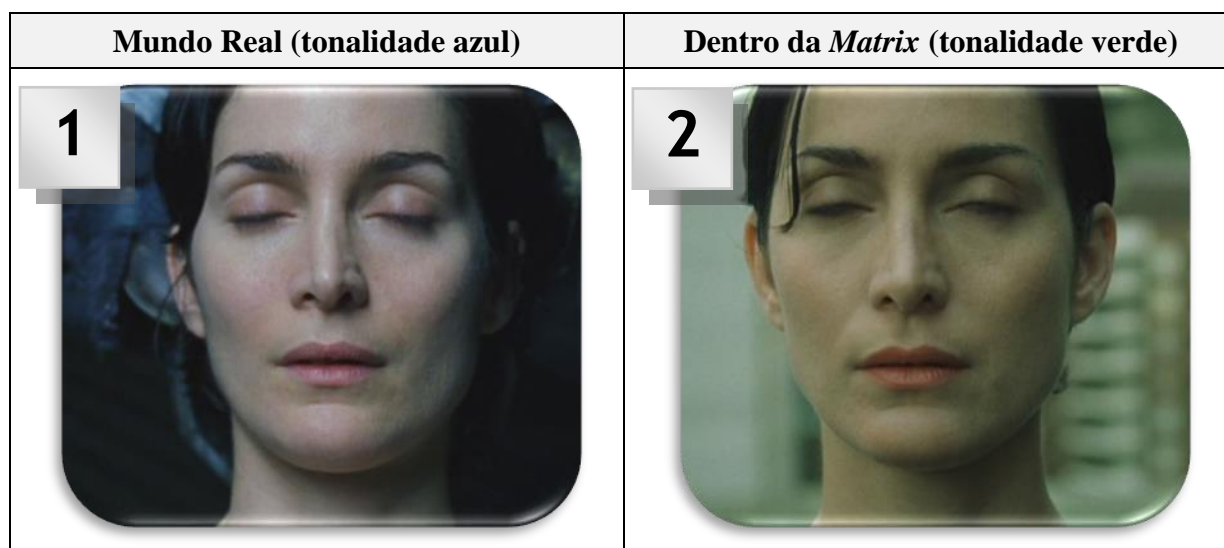 Mundo Real (tonalidade azul)
Dentro da Matrix (tonalidade verde)
1
2